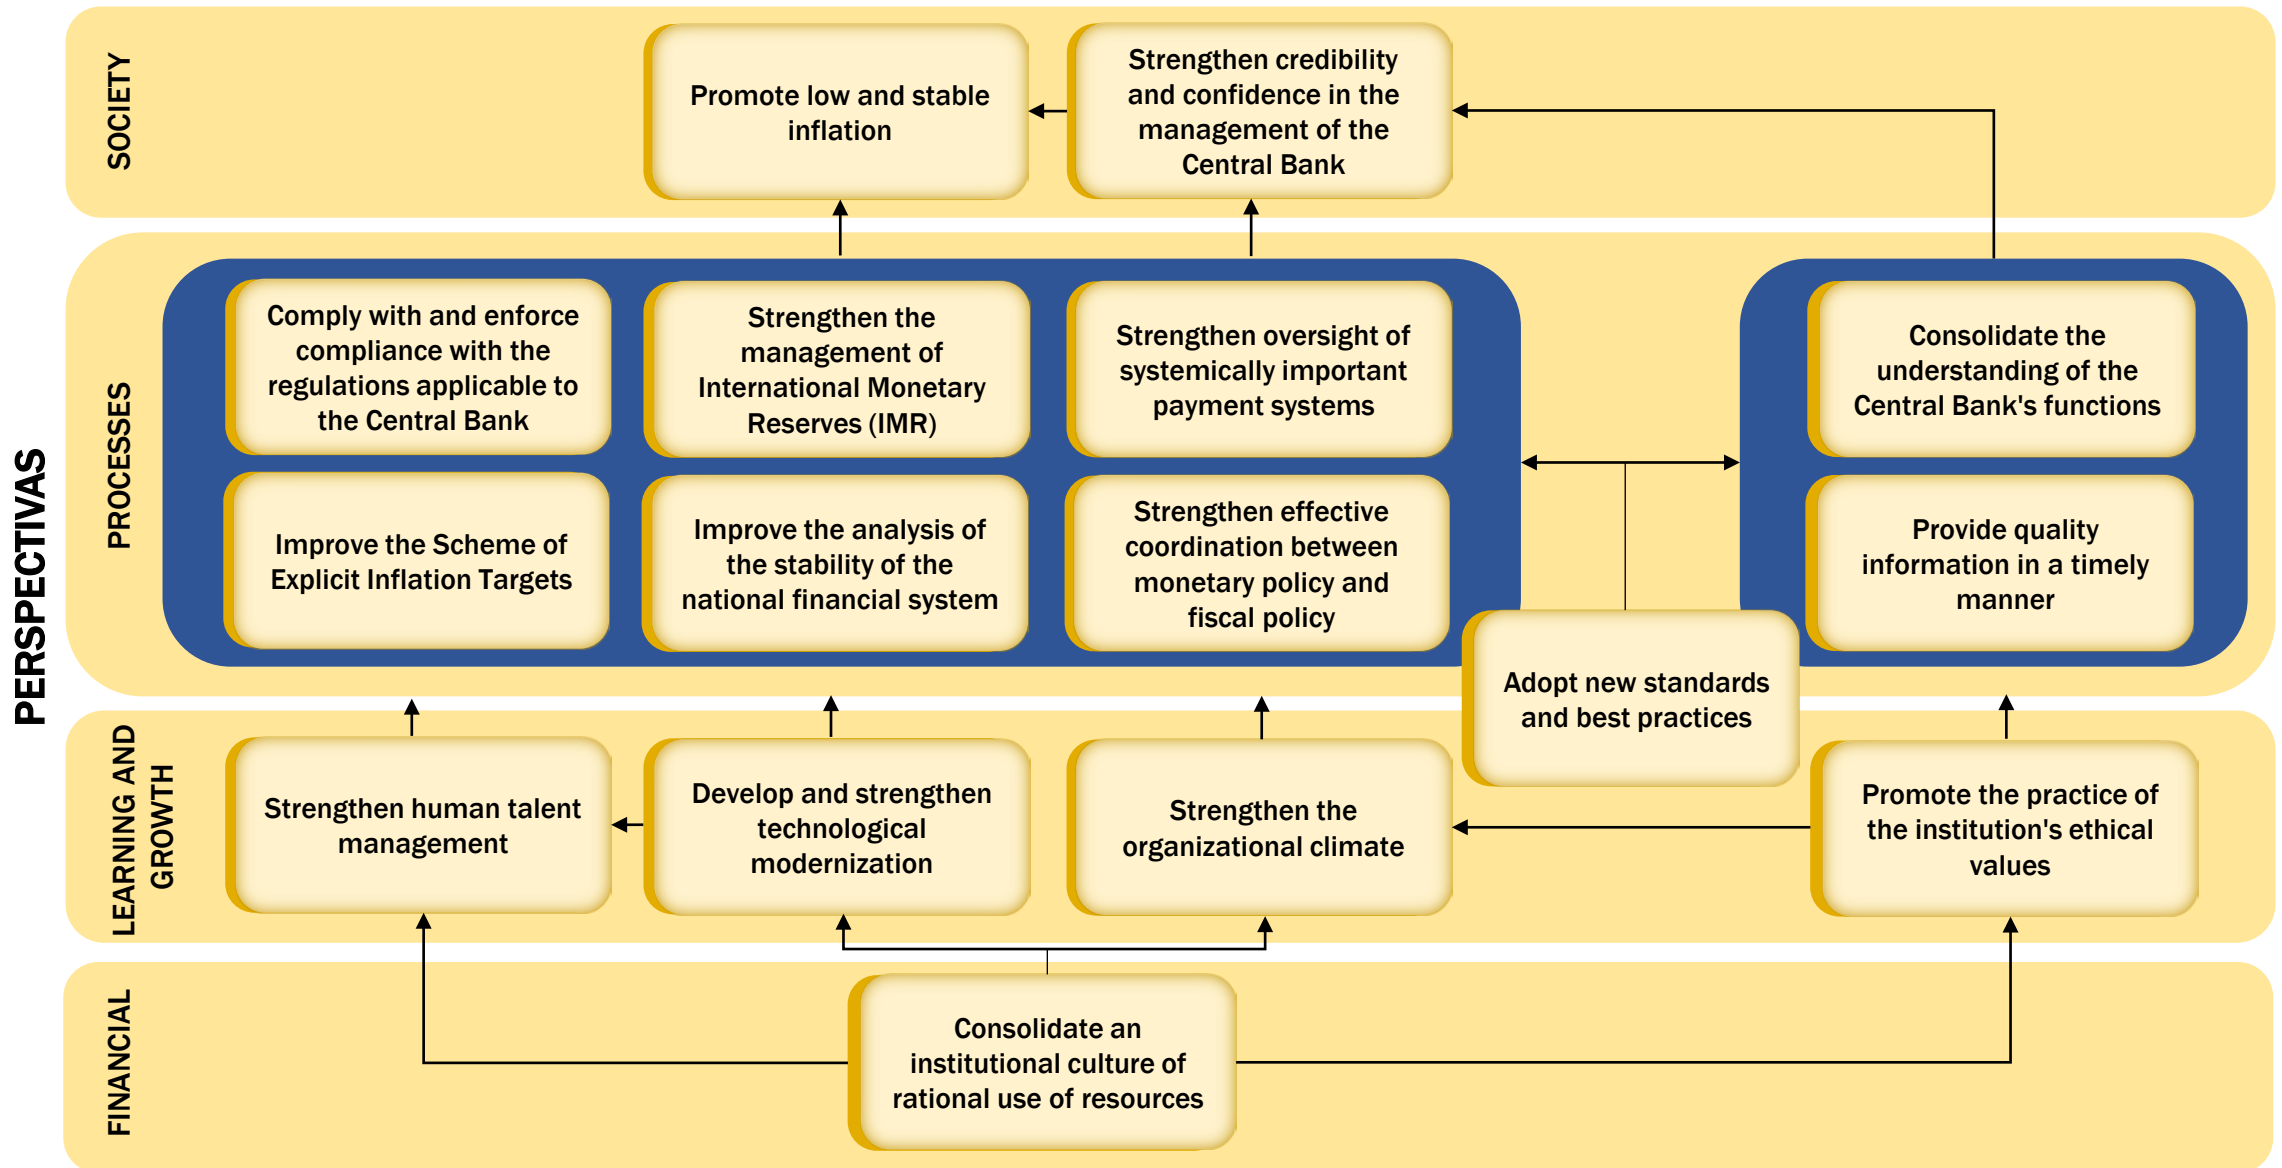 PERSPECTIVAS
SOCIETY
Promote low and stable
inflation
Strengthen credibility
and confidence in the
management of the
Central Bank
PROCESSES
Comply with and enforce
compliance with the
regulations applicable to
the Central Bank
Strengthen the
management of
International Monetary
Reserves (IMR)
Strengthen oversight of
systemically important
payment systems
Consolidate the
understanding of the
Central Bank's functions
Improve the Scheme of
Explicit Inflation Targets
Improve the analysis of
the stability of the
national financial system
Strengthen effective
coordination between
monetary policy and
fiscal policy
Provide quality
information in a timely
manner
Adopt new standards
and best practices
LEARNING AND
GROWTH
Strengthen human talent
management
Develop and strengthen
technological
modernization
Strengthen the
organizational climate
Promote the practice of
the institution's ethical
values
FINANCIAL
Consolidate an
institutional culture of
rational use of resources